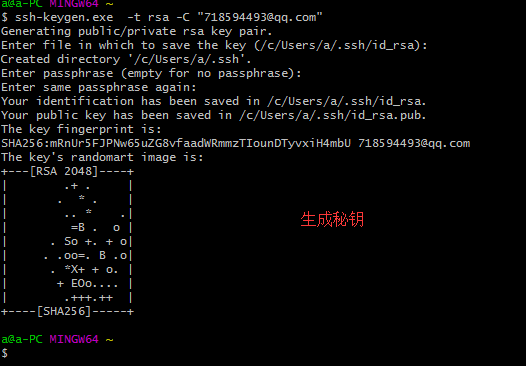 a@a-PC MINGW64 ~
$ ssh-keygen.exe  -t rsa -C "718594493@qq.com"
Generating public/private rsa key pair.
Enter file in which to save the key (/c/Users/a/.ssh/id_rsa):
Created directory '/c/Users/a/.ssh'.
Enter passphrase (empty for no passphrase):
Enter same passphrase again:
Your identification has been saved in /c/Users/a/.ssh/id_rsa.
Your public key has been saved in /c/Users/a/.ssh/id_rsa.pub.
The key fingerprint is:
SHA256:mRnUr5FJPNw65uZG8vfaadWRmmzTIounDTyvxiH4mbU 718594493@qq.com
The key's randomart image is:
+---[RSA 2048]----+
|       .+ .      |
|      .  * .     |
|       .. *    .|
|        =B .  o |
|     . So +. + o|
|    . .oo=. B .o|
|     . *X+ + o. |
|      + EOo.... |
|       .+++.++  |
+----[SHA256]-----+
生成秘钥
a@a-PC MINGW64 ~
$